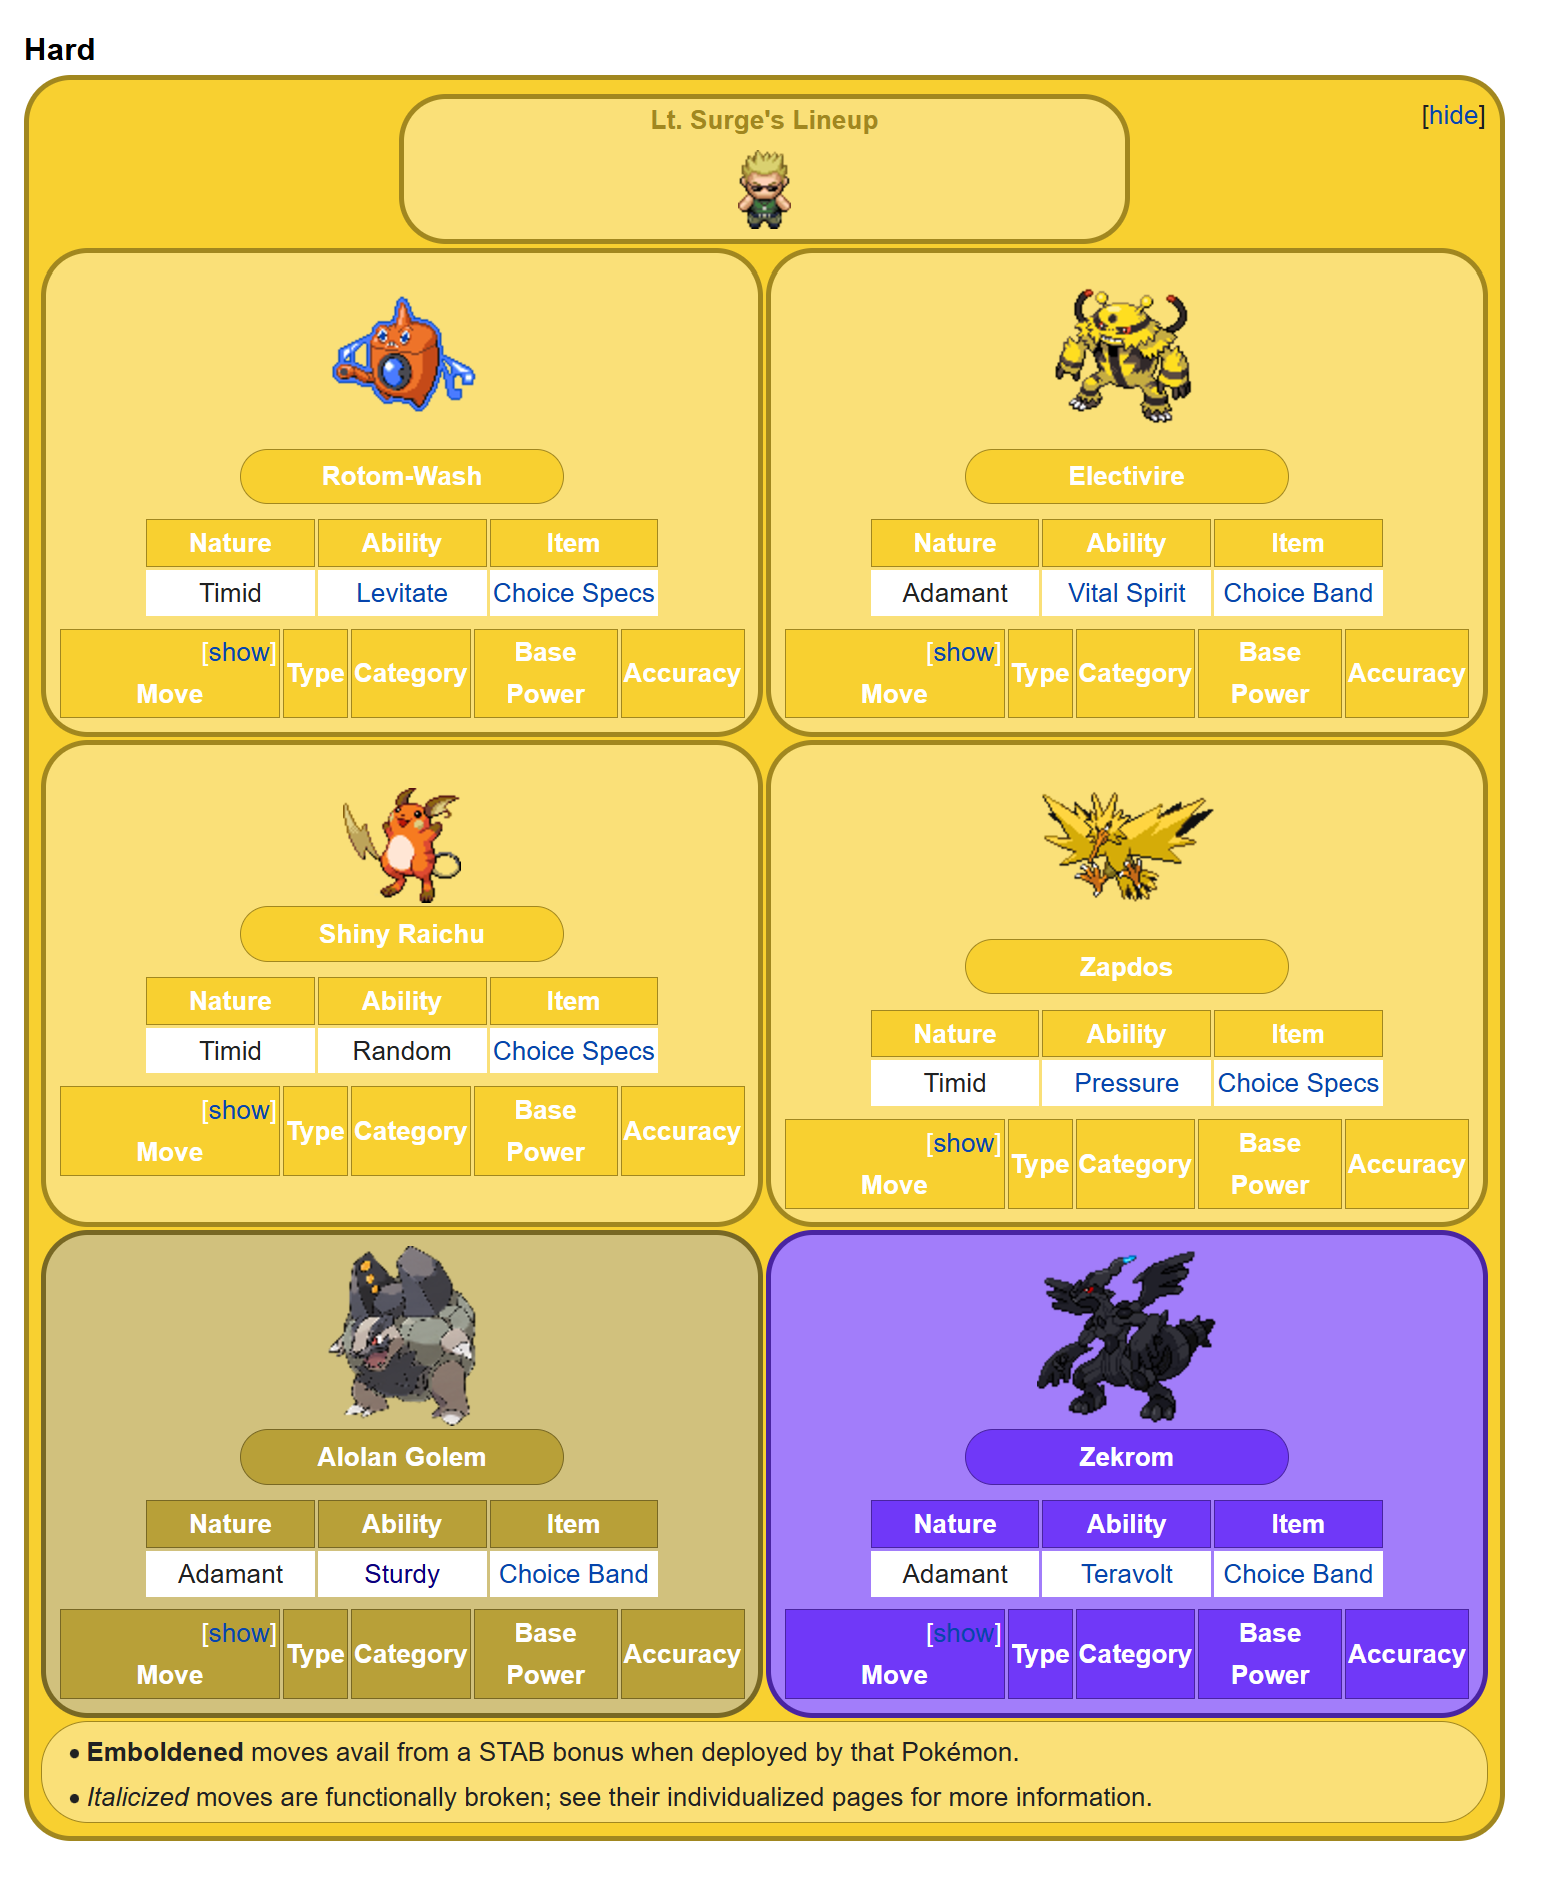 Hard
Lt. Surge's Lineup
[hide]
Rotom-Wash
Nature Ability Item
Timid Levitate Choice Specs
[show]
Move Type Category Base Power Accuracy
Electivire
Nature Ability Item
Adamant Vital Spirit Choice Band
[show]
Move Type Category Base Power Accuracy
Shiny Raichu
Nature Ability Item
Timid Random Choice Specs
[show]
Move Type Category Base Power Accuracy
Zapdos
Nature Ability Item
Timid Pressure Choice Specs
[show]
Move Type Category Base Power Accuracy
Alolan Golem
Nature Ability Item
Adamant Sturdy Choice Band
[show]
Move Type Category Base Power Accuracy
Zekrom
Nature Ability Item
Adamant Teravolt Choice Band
[show]
Move Type Category Base Power Accuracy
• Emboldened moves avail from a STAB bonus when deployed by that Pokémon.
• Italicized moves are functionally broken; see their individualized pages for more information.